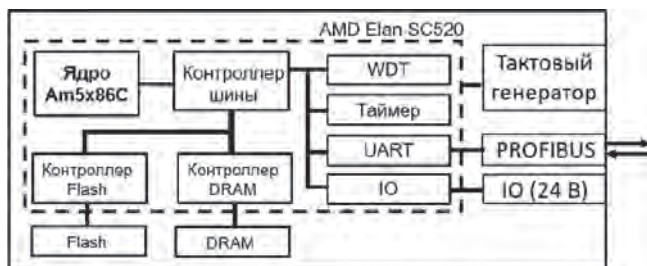 AMD Elan SC520
Ядро
Am5x86C
Контроллер
шины
WDT
Таймер
UART
IO
Тактовый
генератор
PROFIBUS
IO (24 В)
Контроллер
Flash
Контроллер
DRAM
Flash
DRAM